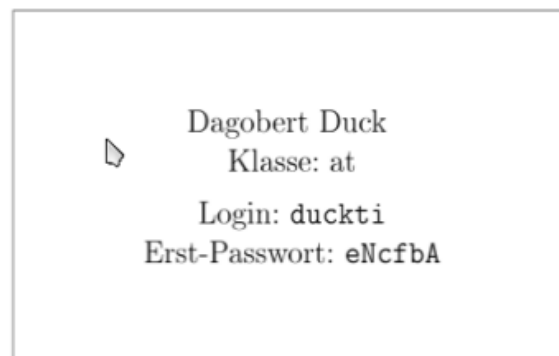 Dagobert Duck
Klasse: at
Login: duckti
Erst-Passwort: eNcfbA